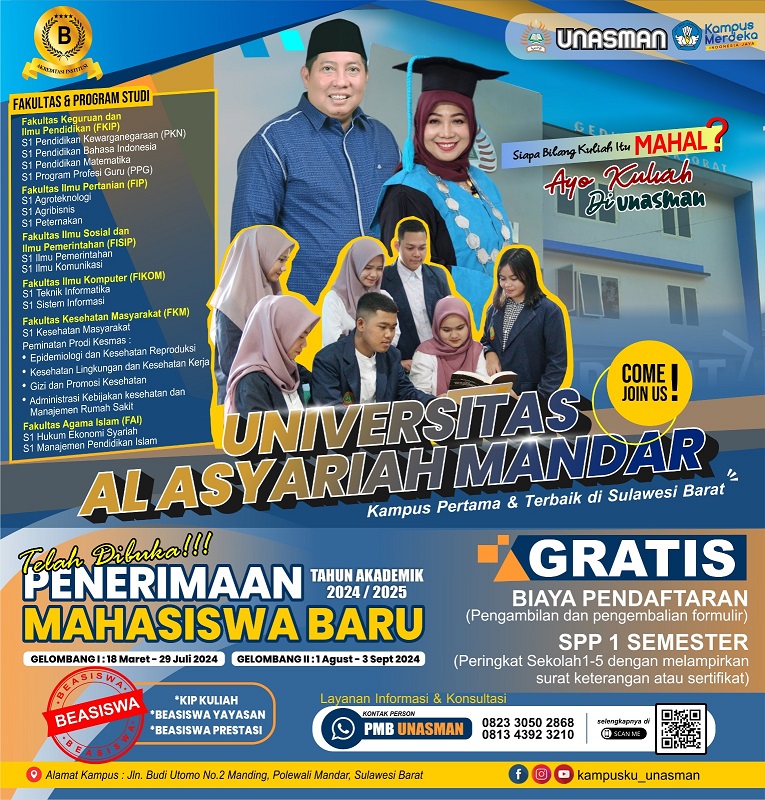 B
AKREDITASI INSTITUSI
UNASMAN
Kampus
Merdeka
INDONESIA JAYA
FAKULTAS & PROGRAM STUDI
Fakultas Keguruan dan
Ilmu Pendidikan (FKIP)
S1 Pendidikan Kewarganegaraan (PKN)
S1 Pendidikan Bahasa Indonesia
S1 Pendidikan Matematika
S1 Program Profesi Guru (PPG)
Fakultas Ilmu Pertanian (FIP)
S1 Agroteknologi
S1 Agribisnis
S1 Peternakan
Fakultas Ilmu Sosial dan
Ilmu Pemerintahan (FISIP)
S1 Ilmu Pemerintahan
S1 Ilmu Komunikasi
Fakultas Ilmu Komputer (FIKOM)
S1 Teknik Informatika
S1 Sistem Informasi
Fakultas Kesehatan Masyarakat (FKM)
S1 Kesehatan Masyarakat
Peminatan Prodi Kesmas :
• Epidemiologi dan Kesehatan Reproduksi
• Kesehatan Lingkungan dan Kesehatan Kerja
• Gizi dan Promosi Kesehatan
• Administrasi Kebijakan kesehatan dan
Manajemen Rumah Sakit
Fakultas Agama Islam (FAI)
S1 Hukum Ekonomi Syariah
S1 Manajemen Pendidikan Islam
Siapa Bilang Kuliah Itu MAHAL?
Ayo Kuliah
Di unasman
COME
JOIN US!
UNIVERSITAS
AL ASYARIAH MANDAR
Kampus Pertama & Terbaik di Sulawesi Barat
Telah Dibuka!!!
PENERIMAAN
TAHUN AKADEMIK
2024 / 2025
MAHASISWA BARU
GELOMBANG I : 18 Maret - 29 Juli 2024
GELOMBANG II : 1 Agust - 3 Sept 2024
GRATIS
BIAYA PENDAFTARAN
(Pengambilan dan pengembalian formulir)
SPP 1 SEMESTER
(Peringkat Sekolah1-5 dengan melampirkan
surat keterangan atau sertifikat)
BEASISWA
BEASISWA
BEASISWA
*KIP KULIAH
*BEASISWA YAYASAN
*BEASISWA PRESTASI
Layanan Informasi & Konsultasi
KONTAK PERSON
PMB UNASMAN
0823 3050 2868
0813 4392 3210
selengkapnya di
SCAN ME
Alamat Kampus : Jln. Budi Utomo No.2 Manding, Polewali Mandar, Sulawesi Barat
kampusku_unasman